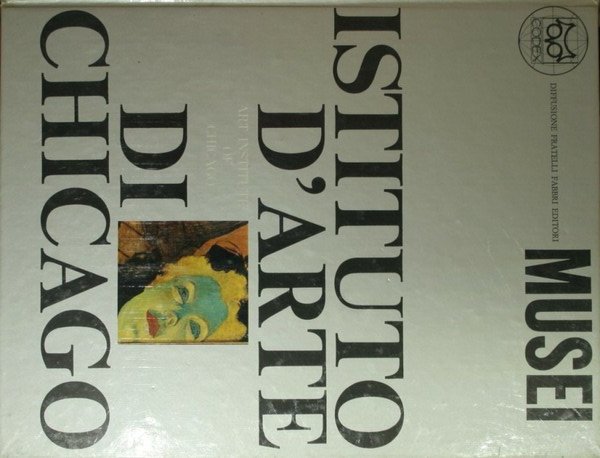 CODEX
DIFFUSIONE FRATELLI FABBRI EDITORI
MUSEI
ISTITUTO
D'ARTE
ART INSTITUTE
OF
CHICAGO
DI
CHICAGO